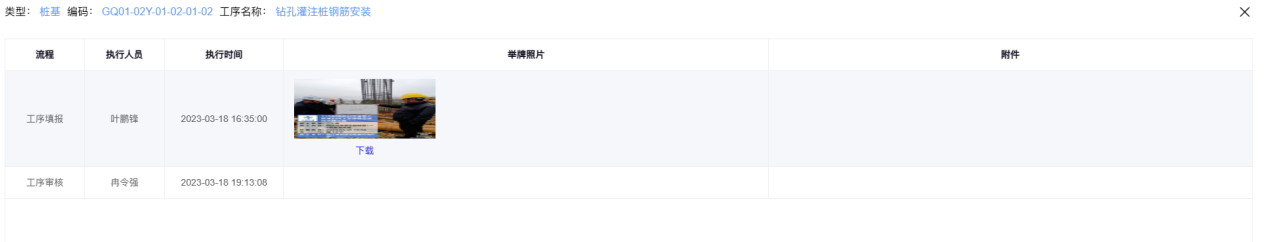 类型： 桩基 编码： GQ01-02Y-01-02-01-02 工序名称： 钻孔灌注桩钢筋安装
流程 执行人员 执行时间 举牌照片 附件
工序填报 叶鹏锋 2023-03-18 16:35:00
下载
工序审核 冉令强 2023-03-18 19:13:08